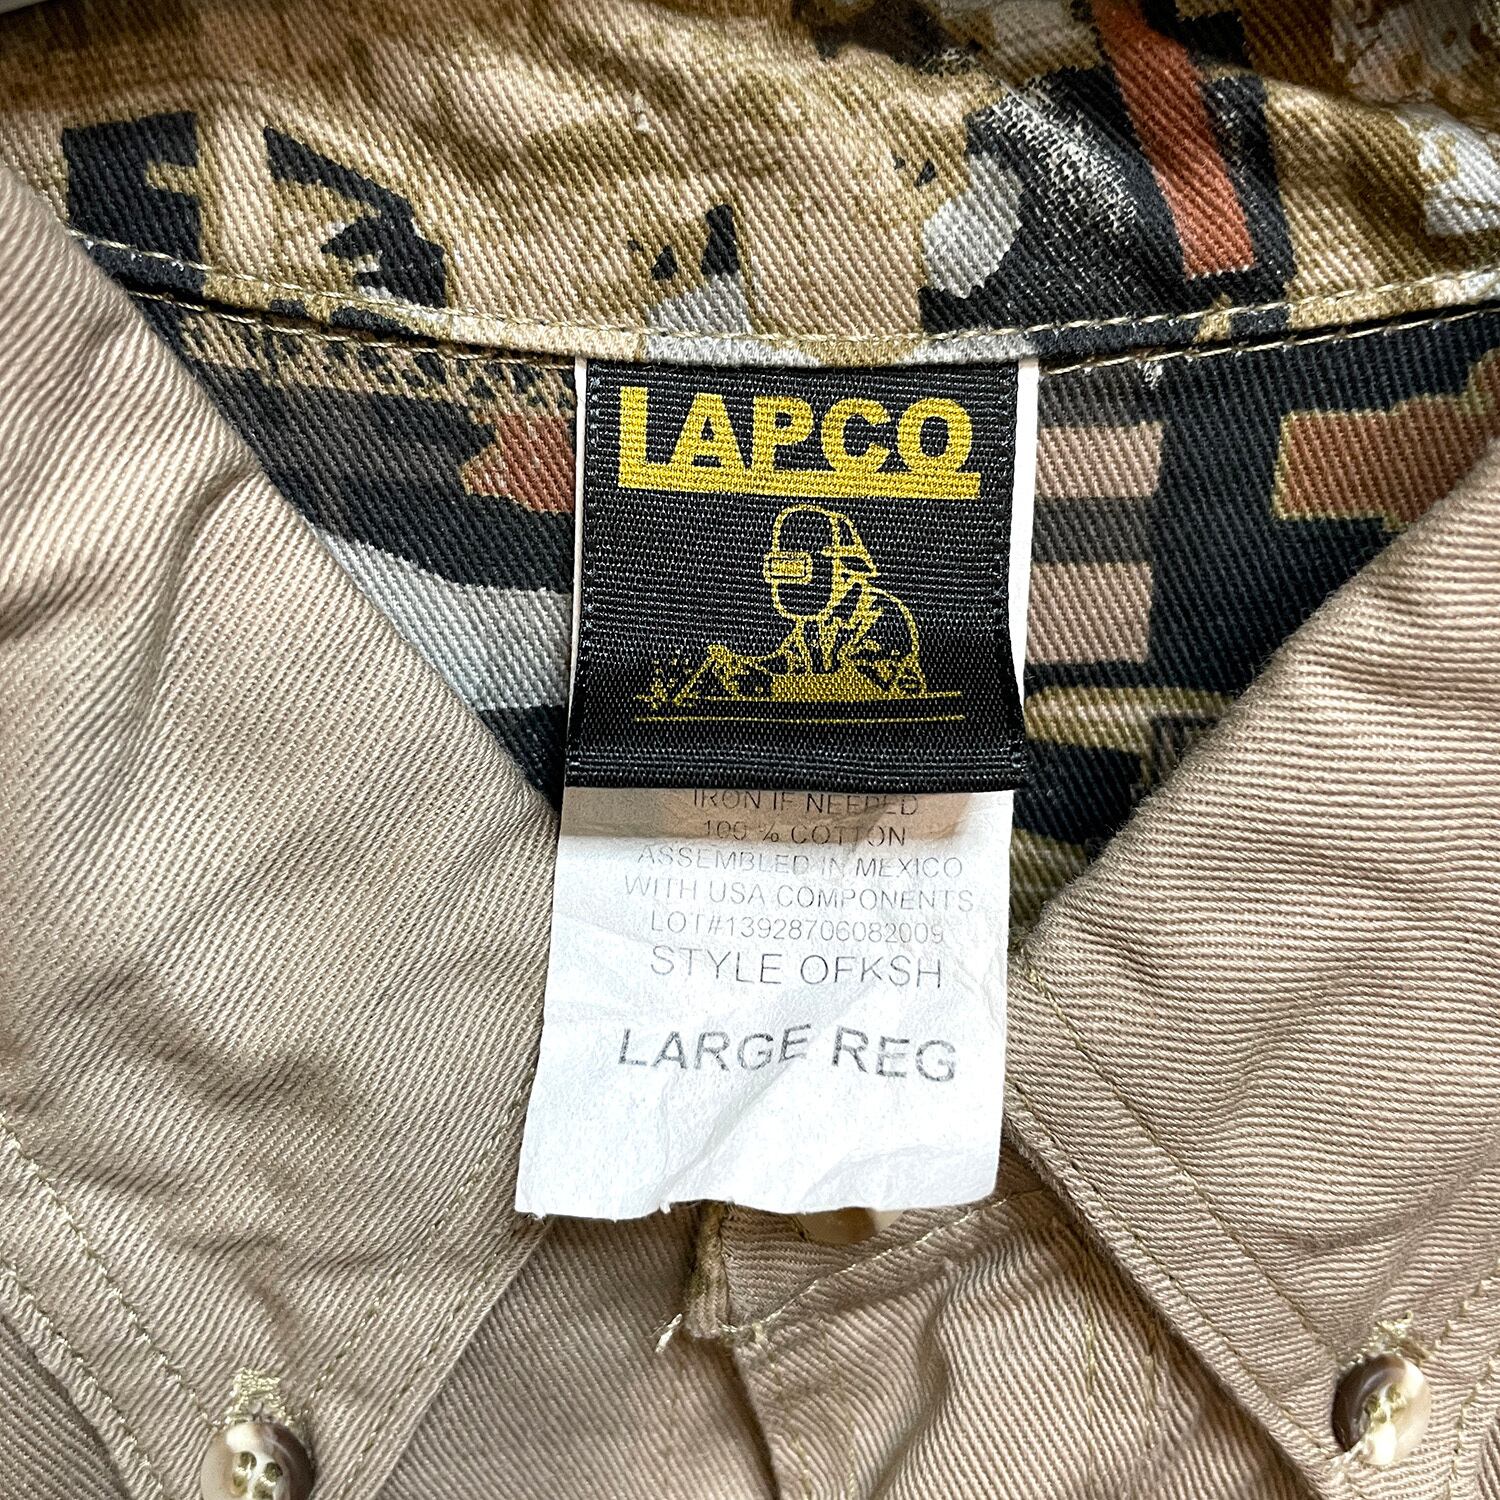 LAPCO
IRON IF NEEDED
100 % COTTON
ASSEMBLED IN MEXICO
WITH USA COMPONENTS
LOT#13928706082009
STYLE OFKSH
LARGE REG